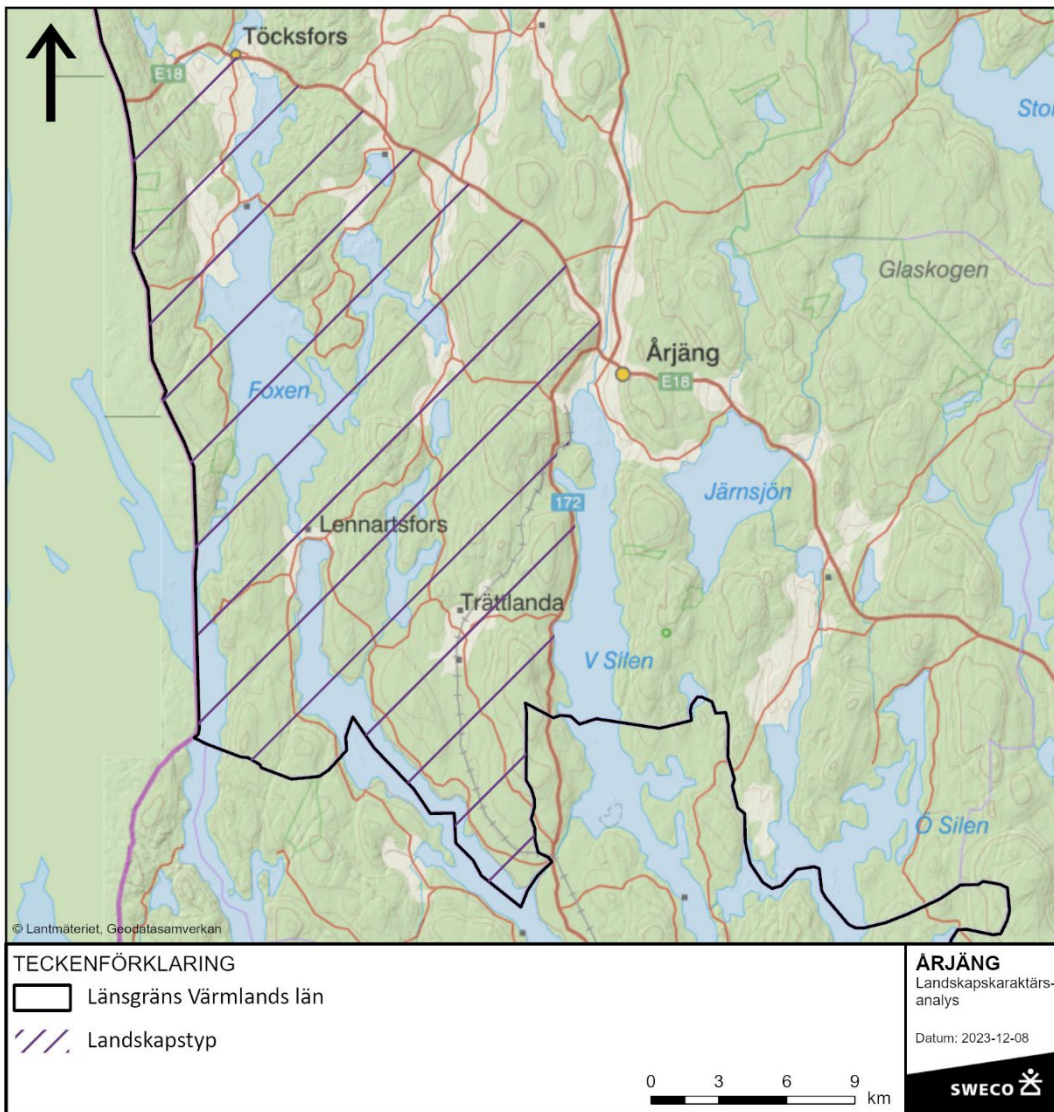 Töcksfors
E18
Stor
Glaskogen
Årjäng
E18
Foxen
Järnsjön
172
Lennartsfors
Trättlanda
V Silen
Ö Silen
© Lantmäteriet, Geodatasamverkan
TECKENFÖRKLARING
Länsgräns Värmlands län
Landskapstyp
0 3 6 9
km
ÅRJÄNG
Landskapskaraktärs-
analys
Datum: 2023-12-08
SWECO